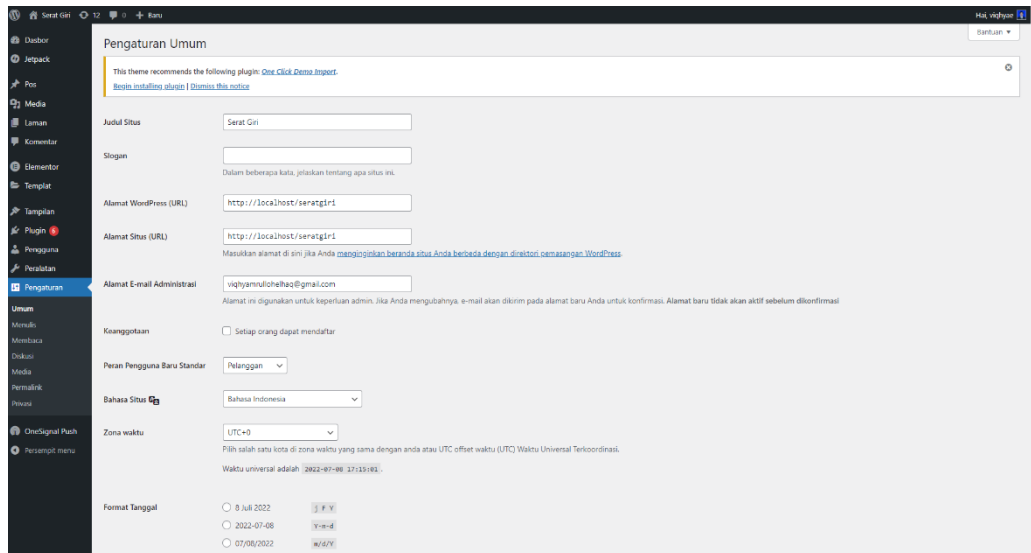 Serat Giri 12 0 + Baru Hai, viqhyae
Bantuan
Dasbor
Jetpack
Pos
Media
Laman
Komentar
Elementor
Templat
Tampilan
Plugin 6
Pengguna
Peralatan
Pengaturan
Umum
Menulis
Membaca
Diskusi
Media
Permalink
Privasi
OneSignal Push
Persempit menu
Pengaturan Umum
This theme recommends the following plugin: One Click Demo Import.
Begin installing plugin | Dismiss this notice
Judul Situs Serat Giri
Slogan
Dalam beberapa kata, jelaskan tentang apa situs ini.
Alamat WordPress (URL) http://localhost/seratgiri
Alamat Situs (URL) http://localhost/seratgiri
Masukkan alamat di sini jika Anda menginginkan beranda situs Anda berbeda dengan direktori pemasangan WordPress.
Alamat E-mail Administrasi viqhyamrullohelhaq@gmail.com
Alamat ini digunakan untuk keperluan admin. Jika Anda mengubahnya. e-mail akan dikirim pada alamat baru Anda untuk konfirmasi. Alamat baru tidak akan aktif sebelum dikonfirmasi
Keanggotaan Setiap orang dapat mendaftar
Peran Pengguna Baru Standar Pelanggan
Bahasa Situs Bahasa Indonesia
Zona waktu UTC+0
Pilih salah satu kota di zona waktu yang sama dengan anda atau UTC offset waktu (UTC) Waktu Universal Terkoordinasi.
Waktu universal adalah 2022-07-08 17:15:01 .
Format Tanggal 8 Juli 2022 j F Y
2022-07-08 Y-m-d
07/08/2022 m/d/Y